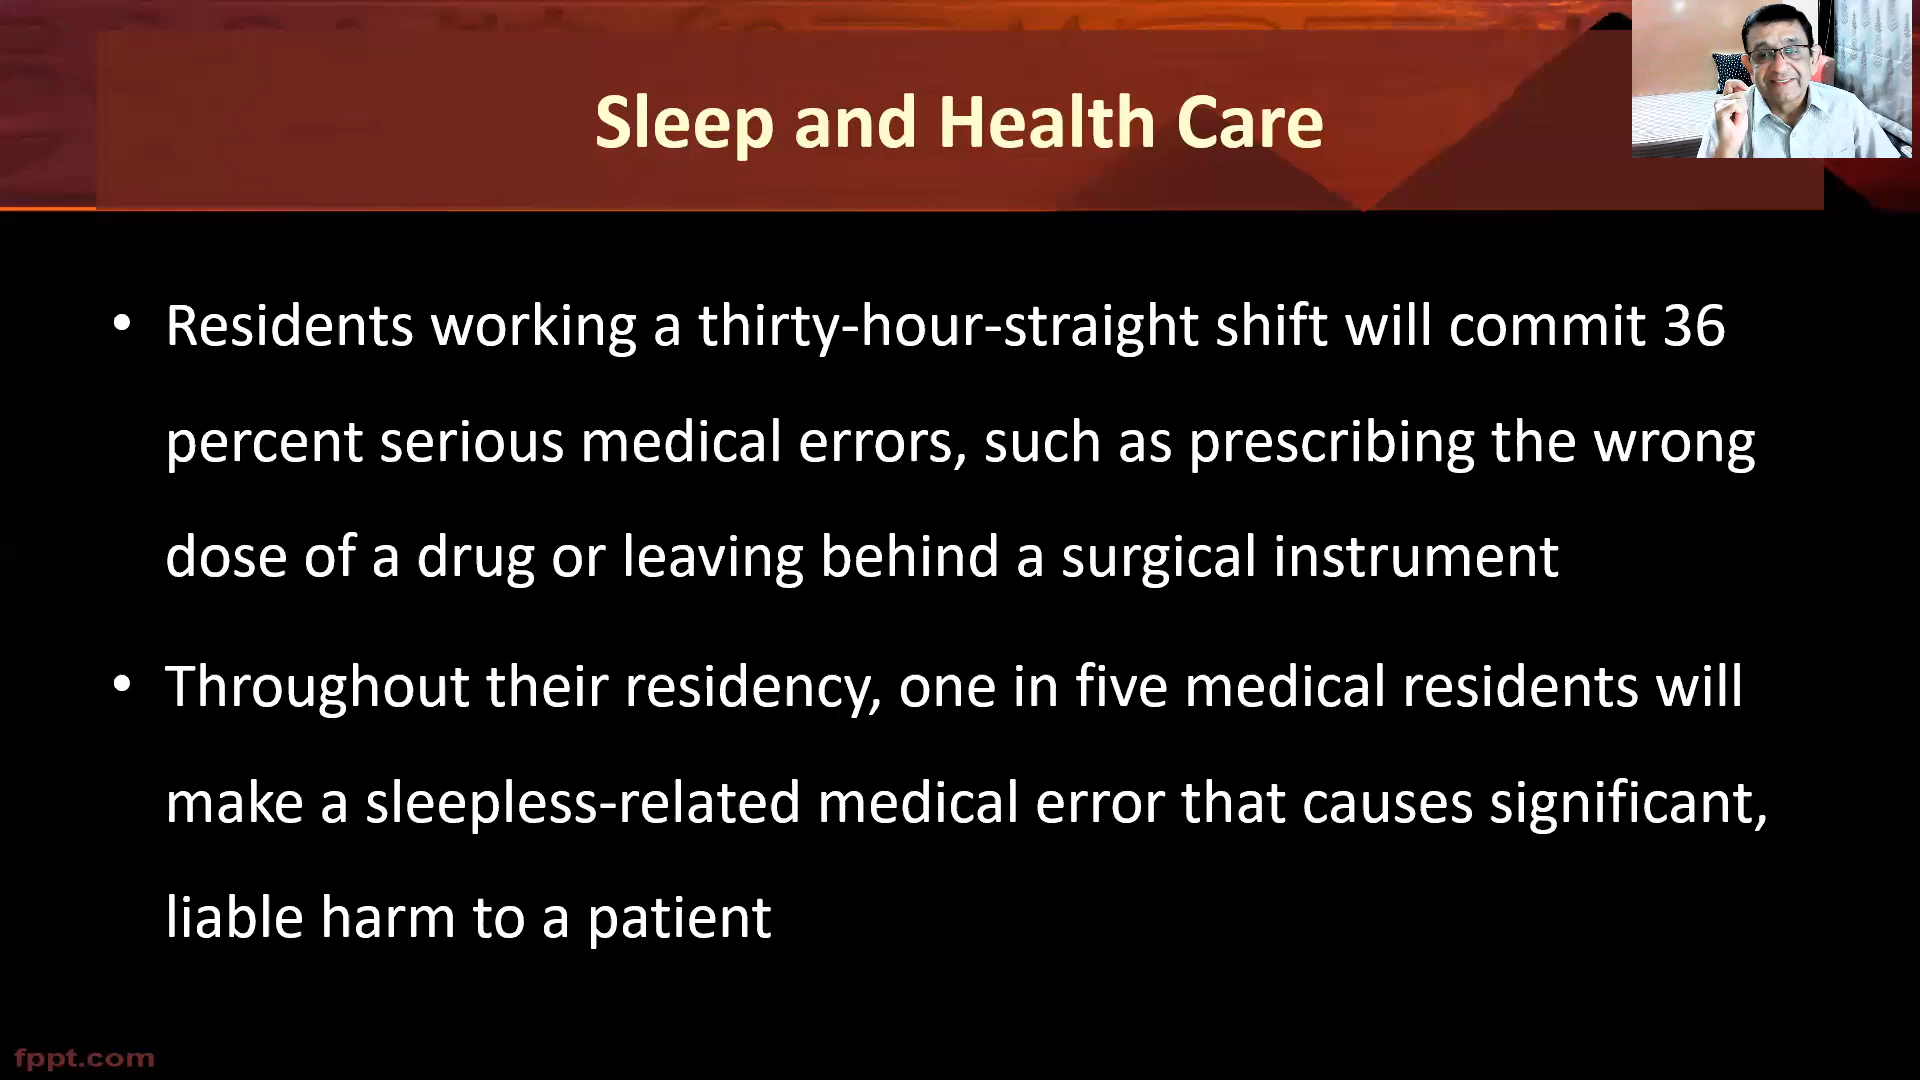 Sleep and Health Care
• Residents working a thirty-hour-straight shift will commit 36
percent serious medical errors, such as prescribing the wrong
dose of a drug or leaving behind a surgical instrument
• Throughout their residency, one in five medical residents will
make a sleepless-related medical error that causes significant,
liable harm to a patient
fppt.com